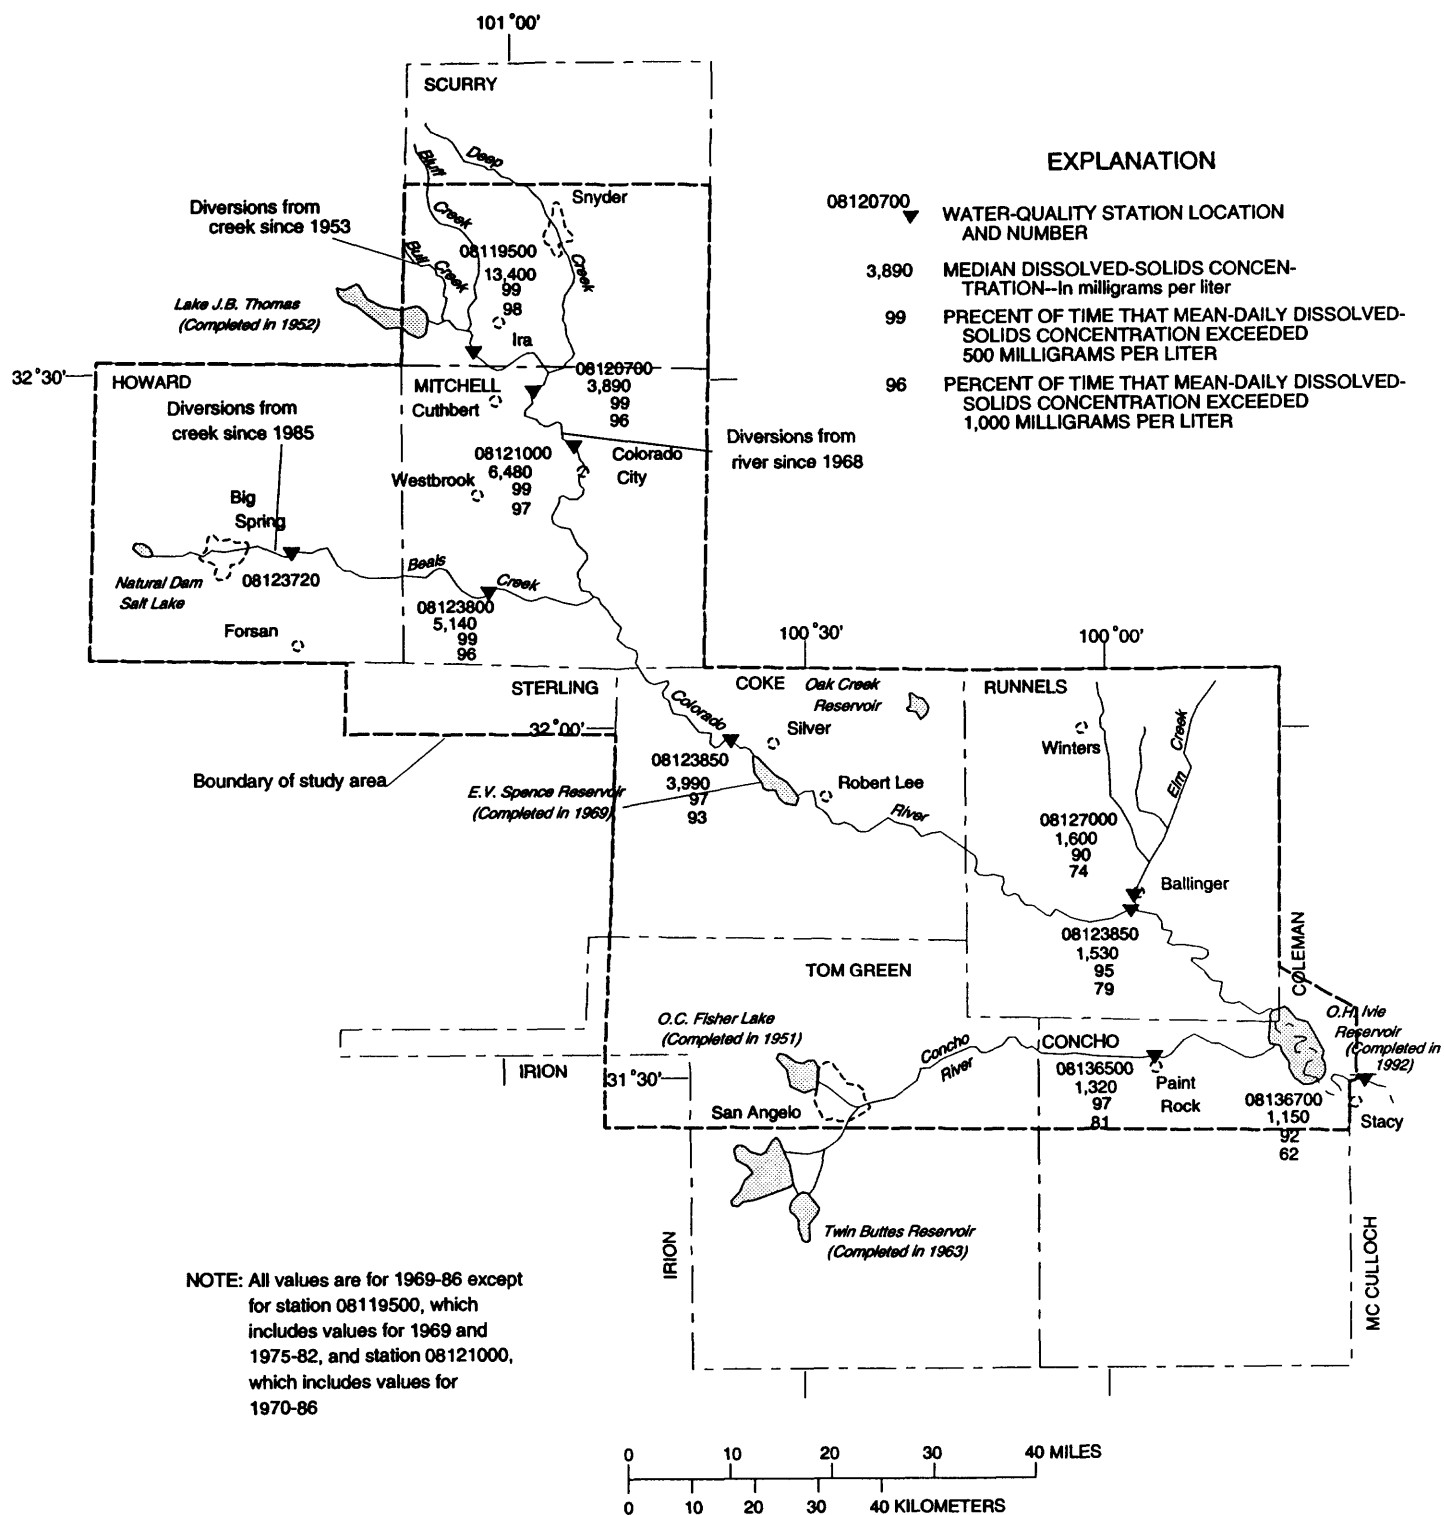 101°00'
SCURRY
Bluff
Creek
Deep
Creek
Snyder
Diversions from
creek since 1953
Bull
Creek
08119500
13,400
99
98
Lake J.B. Thomas
(Completed in 1952)
Ira
EXPLANATION
08120700
WATER-QUALITY STATION LOCATION
AND NUMBER
3,890
MEDIAN DISSOLVED-SOLIDS CONCEN-
TRATION--In milligrams per liter
99
PRECENT OF TIME THAT MEAN-DAILY DISSOLVED-
SOLIDS CONCENTRATION EXCEEDED
500 MILLIGRAMS PER LITER
96
PERCENT OF TIME THAT MEAN-DAILY DISSOLVED-
SOLIDS CONCENTRATION EXCEEDED
1,000 MILLIGRAMS PER LITER
32°30'
HOWARD
MITCHELL
Cuthbert
08120700
3,890
99
96
Diversions from
creek since 1985
Diversions from
river since 1968
08121000
6,480
99
97
Colorado
City
Westbrook
Big
Spring
Natural Dam
Salt Lake
08123720
Beals
Creek
08123800
5,140
99
96
Forsan
100°30'
100°00'
STERLING
32°00'
COKE
Oak Creek
Reservoir
RUNNELS
Colorado
Silver
Winters
Elm Creek
Boundary of study area
08123850
3,990
97
93
E.V. Spence Reservoir
(Completed in 1969)
Robert Lee
River
08127000
1,600
90
74
Ballinger
08123850
1,530
95
79
COLEMAN
TOM GREEN
O.C. Fisher Lake
(Completed in 1951)
Concho
River
CONCHO
O.H. Ivie
Reservoir
(Completed in
1992)
IRION
31°30'
08136500
1,320
97
81
Paint
Rock
San Angelo
08136700
1,150
92
62
Stacy
Twin Buttes Reservoir
(Completed in 1963)
IRION
MC CULLOCH
NOTE: All values are for 1969-86 except
for station 08119500, which
includes values for 1969 and
1975-82, and station 08121000,
which includes values for
1970-86
0 10 20 30 40 MILES
0 10 20 30 40 KILOMETERS